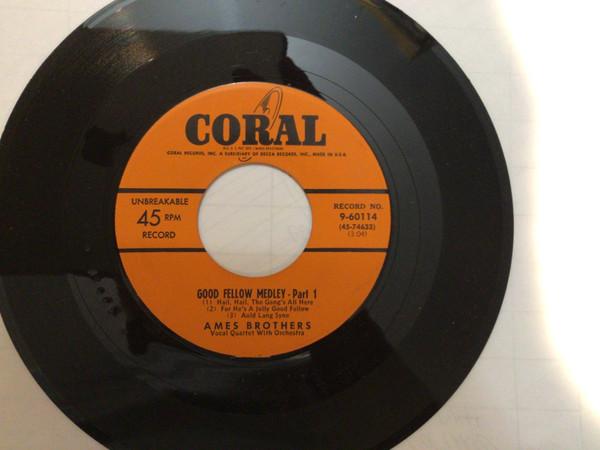 CORAL
CORAL RECORDS, INC. A SUBSIDIARY OF DECCA RECORDS, INC., MADE IN U.S.A.
UNBREAKABLE
45 RPM
RECORD
RECORD NO.
9-60114
(45-74633)
(3:04)
GOOD FELLOW MEDLEY - Part 1
(1) Hail, Hail, The Gang's All Here
(2) For He's A Jolly Good Fellow
(3) Auld Lang Syne
AMES BROTHERS
Vocal Quartet With Orchestra